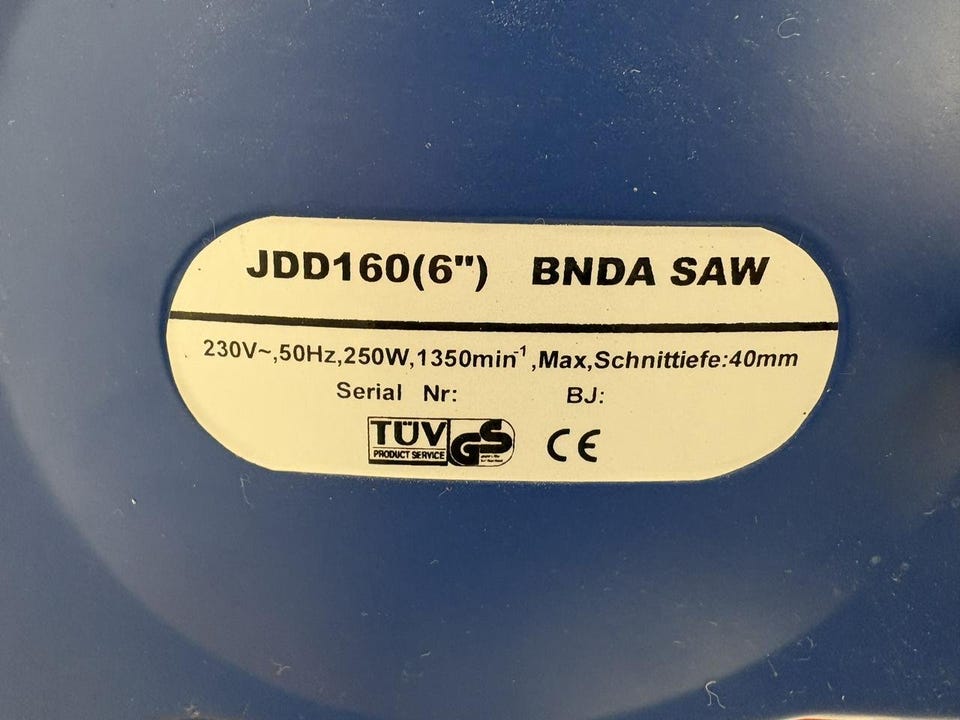 JDD160(6") BNDA SAW
230V~,50Hz,250W,1350min⁻¹,Max,Schnittiefe:40mm
Serial Nr: BJ:
TÜV GS CE
PRODUCT SERVICE